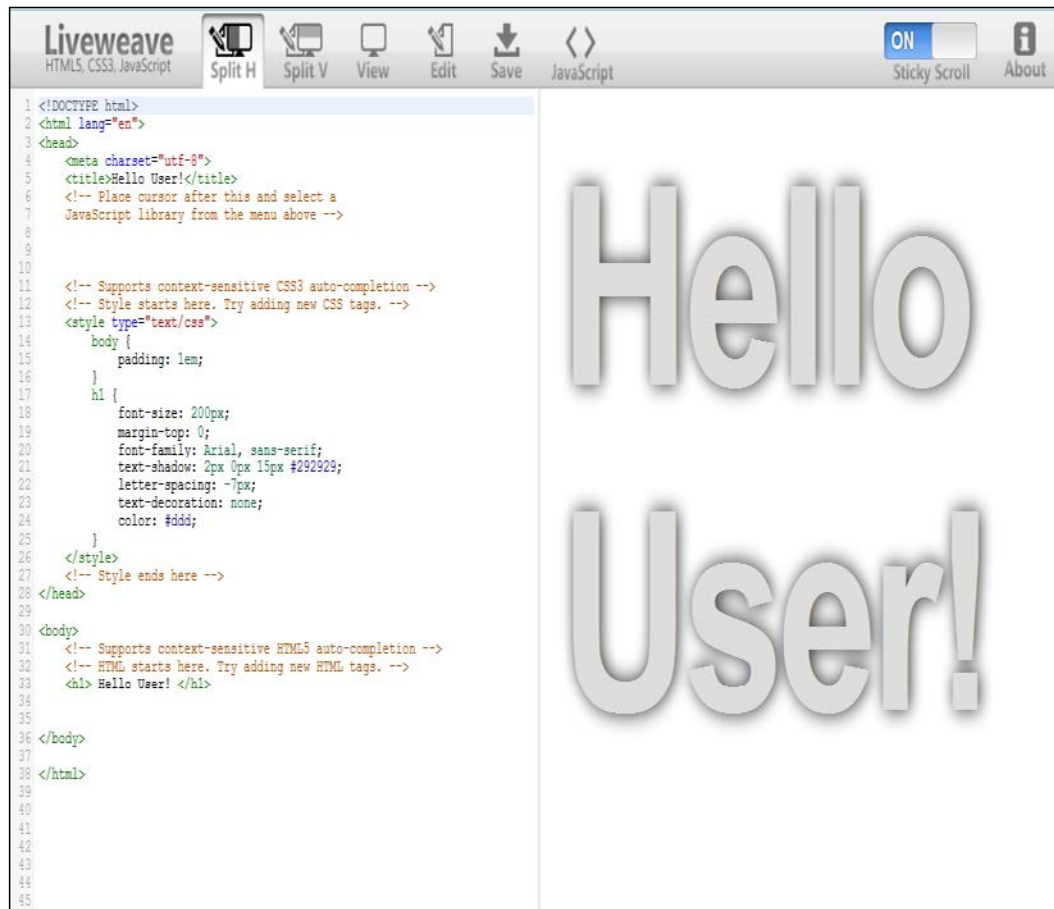 Liveweave
HTML5, CSS3, JavaScript
Split H
Split V
View
Edit
Save
JavaScript
ON
Sticky Scroll
About
1 <!DOCTYPE html>
2 <html lang="en">
3 <head>
4 <meta charset="utf-8">
5 <title>Hello User!</title>
6 <!-- Place cursor after this and select a
7 JavaScript library from the menu above -->
8
9
10
11 <!-- Supports context-sensitive CSS3 auto-completion -->
12 <!-- Style starts here. Try adding new CSS tags. -->
13 <style type="text/css">
14 body {
15 padding: 1em;
16 }
17 h1 {
18 font-size: 200px;
19 margin-top: 0;
20 font-family: Arial, sans-serif;
21 text-shadow: 2px 0px 15px #292929;
22 letter-spacing: -7px;
23 text-decoration: none;
24 color: #ddd;
25 }
26 </style>
27 <!-- Style ends here -->
28 </head>
29
30 <body>
31 <!-- Supports context-sensitive HTML5 auto-completion -->
32 <!-- HTML starts here. Try adding new HTML tags. -->
33 <h1> Hello User! </h1>
34
35
36 </body>
37
38 </html>
39
40
41
42
43
44
45
Hello
User!